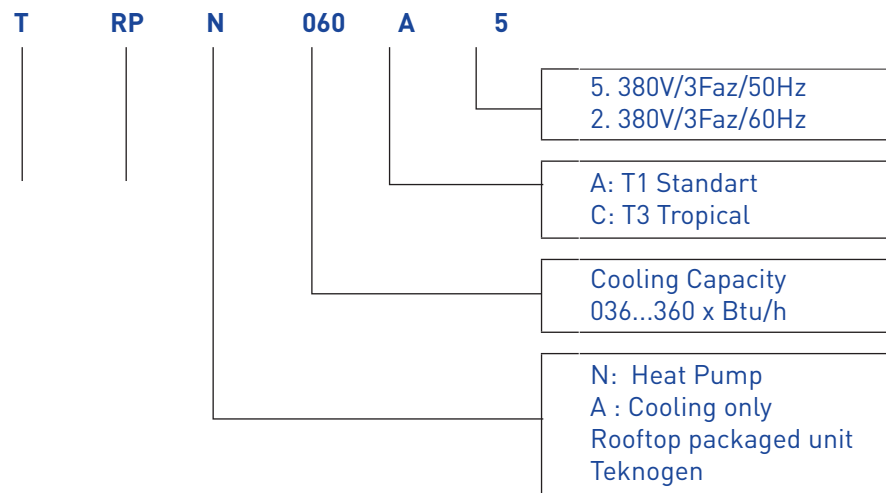 T RP N 060 A 5
5. 380V/3Faz/50Hz
2. 380V/3Faz/60Hz
A: T1 Standart
C: T3 Tropical
Cooling Capacity
036...360 x Btu/h
N: Heat Pump
A : Cooling only
Rooftop packaged unit
Teknogen